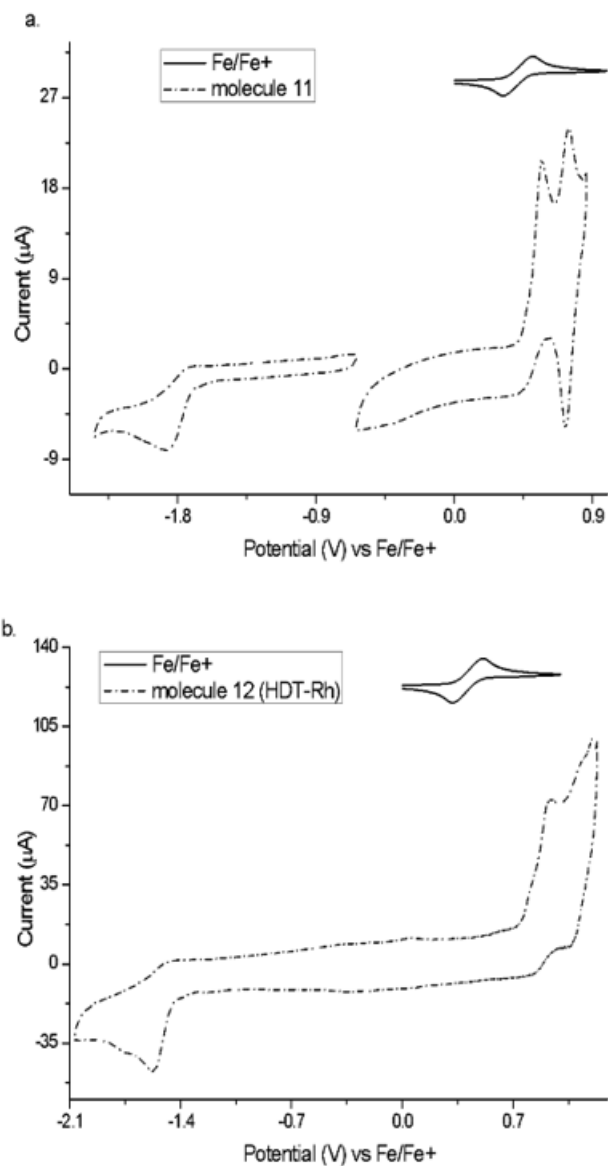 a.
Fe/Fe+
molecule 11
27
18
9
0
-9
Current (µA)
-1.8 -0.9 0.0 0.9
Potential (V) vs Fe/Fe+
b.
140
Fe/Fe+
molecule 12 (HDT-Rh)
105
70
35
0
-35
Current (µA)
-2.1 -1.4 -0.7 0.0 0.7
Potential (V) vs Fe/Fe+